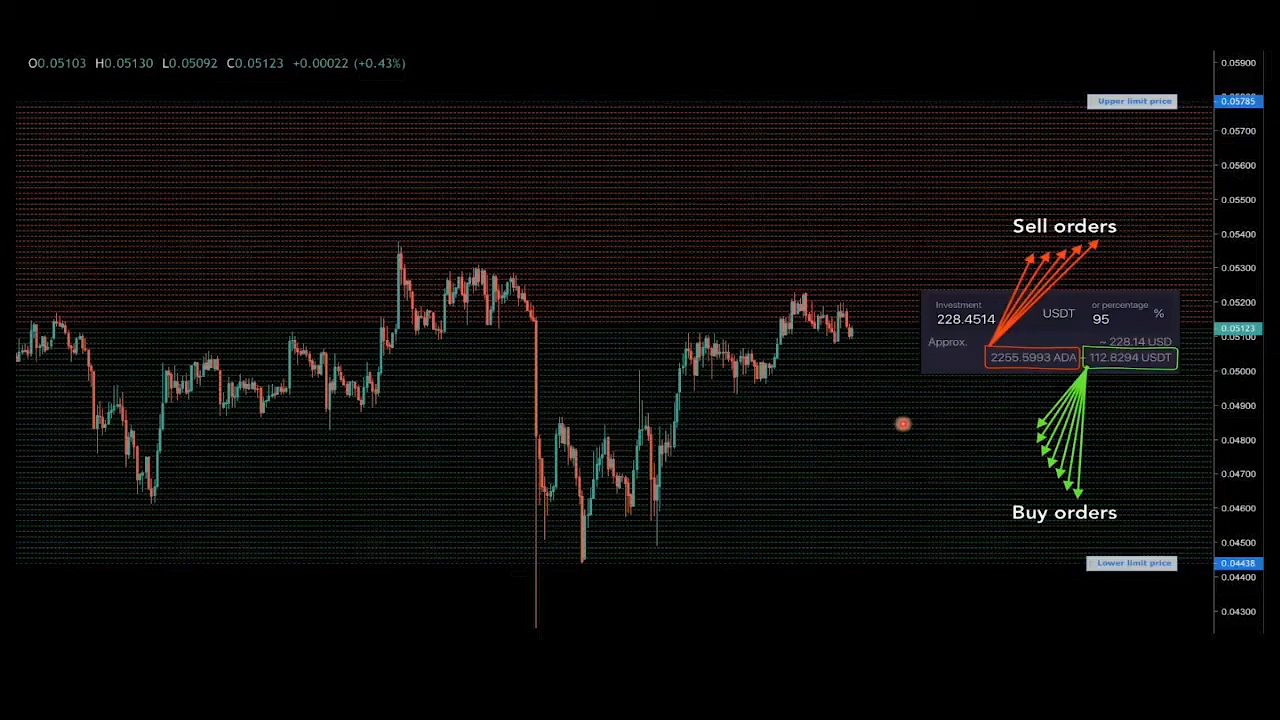 O0.05103 H0.05130 L0.05092 C0.05123 +0.00022 (+0.43%)
0.05900
Upper limit price
0.05785
0.05700
0.05600
0.05500
Sell orders
0.05400
0.05300
Investment
or percentage
0.05200
228.4514 USDT 95 %
0.05123
0.05100
Approx.
~ 228.14 USD
2255.5993 ADA
112.8294 USDT
0.05000
0.04900
0.04800
0.04700
0.04600
Buy orders
0.04500
Lower limit price
0.04438
0.04400
0.04300